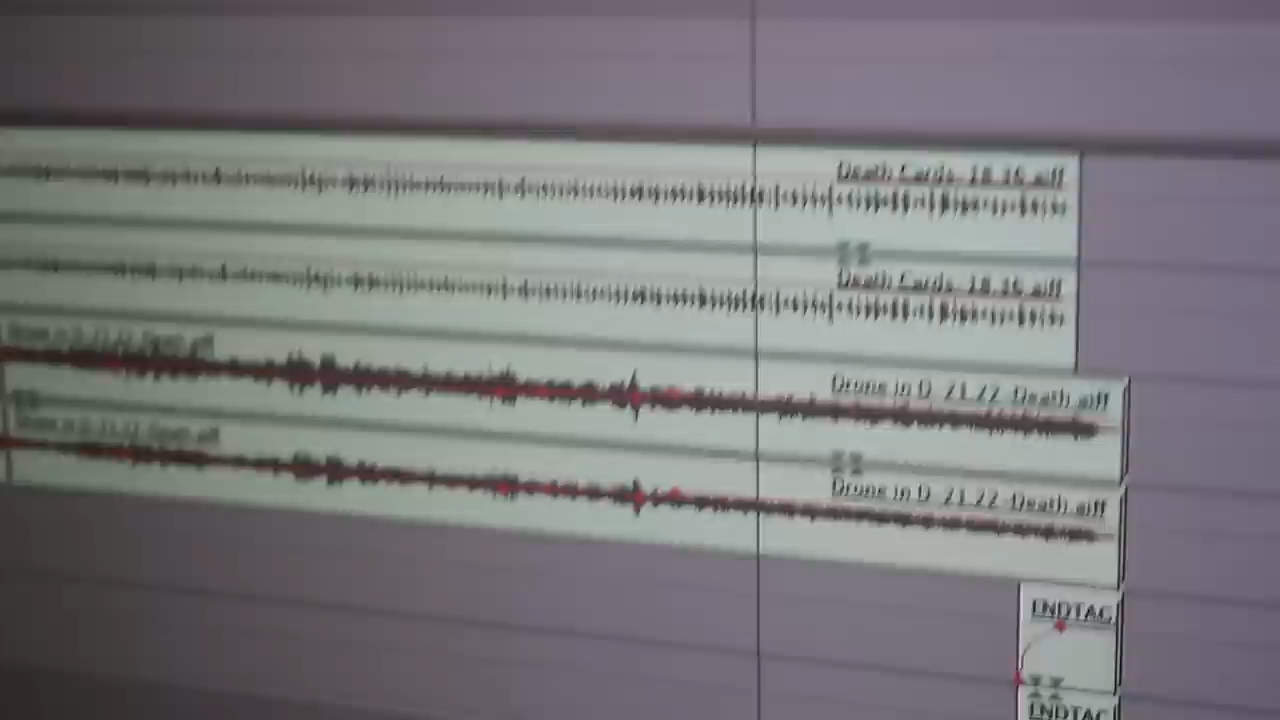 Death Cards 18.16.aiff
Death Cards 18.16.aiff
Drone in D 21.22 Death.aiff
Drone in D 21.22 Death.aiff
ENDTAG
ENDTAG